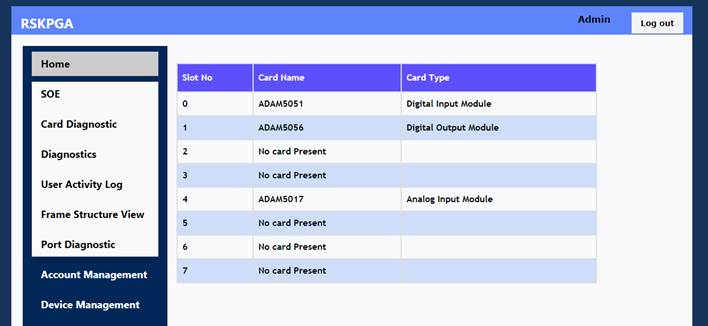 RSKPGA
Admin
Log out
Home
SOE
Card Diagnostic
Diagnostics
User Activity Log
Frame Structure View
Port Diagnostic
Account Management
Device Management
Slot No Card Name Card Type
0 ADAM5051 Digital Input Module
1 ADAM5056 Digital Output Module
2 No card Present
3 No card Present
4 ADAM5017 Analog Input Module
5 No card Present
6 No card Present
7 No card Present